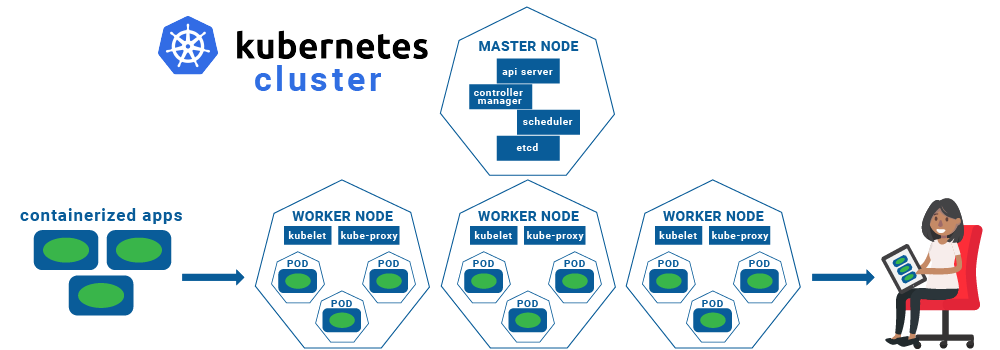 kubernetes
cluster
MASTER NODE
api server
controller
manager
scheduler
etcd
containerized apps
WORKER NODE
kubelet kube-proxy
POD POD
POD
WORKER NODE
kubelet kube-proxy
POD POD
POD
WORKER NODE
kubelet kube-proxy
POD POD
POD